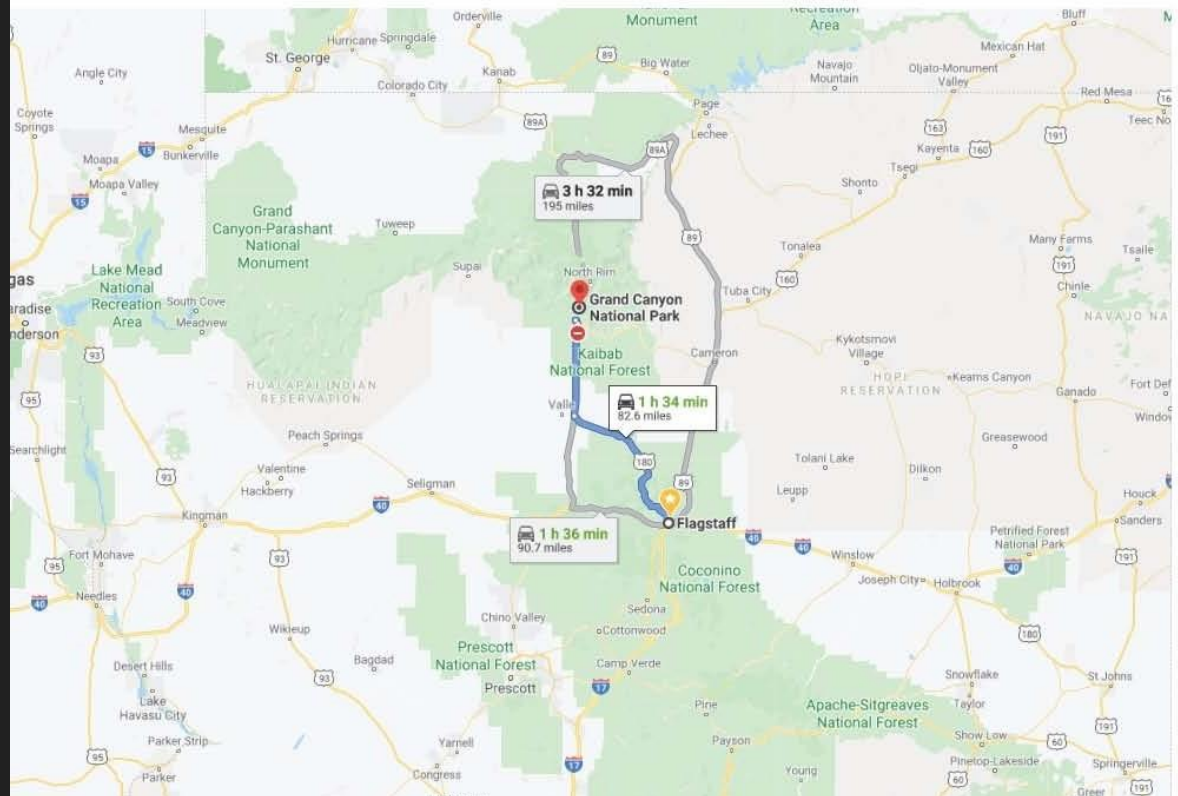 Orderville
Monument
Recreation
Area
Bluff
M
Hurricane
Springdale
St. George
89
Big Water
Mexican Hat
Navajo
Mountain
Oljato-Monument
Valley
Angle City
Kanab
Colorado City
Red Mesa
16
Teec No
Coyote
Springs
Page
Lechee
89A
163
191
Mesquite
Bunkerville
15
Moapa
Moapa Valley
15
89A
Kayenta
160
Tsegi
Shonto
3 h 32 min
195 miles
Grand
Canyon-Parashant
National
Monument
Tuweep
89
Tonalea
Many Farms
191
Tsaile
Supai
North Rim
Lake Mead
National
Recreation
Area
South Cove
Meadview
gas
aradise
nderson
Grand Canyon
National Park
Tuba City
160
Chinle
NAVAJO NA
93
Kaibab
National Forest
Cameron
Kykotsmovi
Village
HOPI
RESERVATION
Kearns Canyon
Ganado
Fort Def
Window
95
HUALAPAI INDIAN
RESERVATION
Valle
1 h 34 min
82.6 miles
Peach Springs
Greasewood
191
Searchlight
93
Valentine
Hackberry
Seligman
40
180
89
Tolani Lake
Dilkon
Leupp
Houck
Sanders
Kingman
1 h 36 min
90.7 miles
Flagstaff
40
40
Petrified Forest
National Park
40
191
Fort Mohave
95
93
Winslow
Joseph City
Holbrook
Needles
40
40
Coconino
National Forest
Sedona
Cottonwood
Chino Valley
180
Wikieup
Bagdad
93
Prescott
National Forest
Prescott
Camp Verde
17
Desert Hills
Lake
Havasu City
Snowflake
Taylor
St Johns
Pine
Apache-Sitgreaves
National Forest
191
Parker Strip
95
Parker
Yarnell
Congress
17
Payson
Show Low
60
Pinetop-Lakeside
Springerville
Young
60
Greer
191